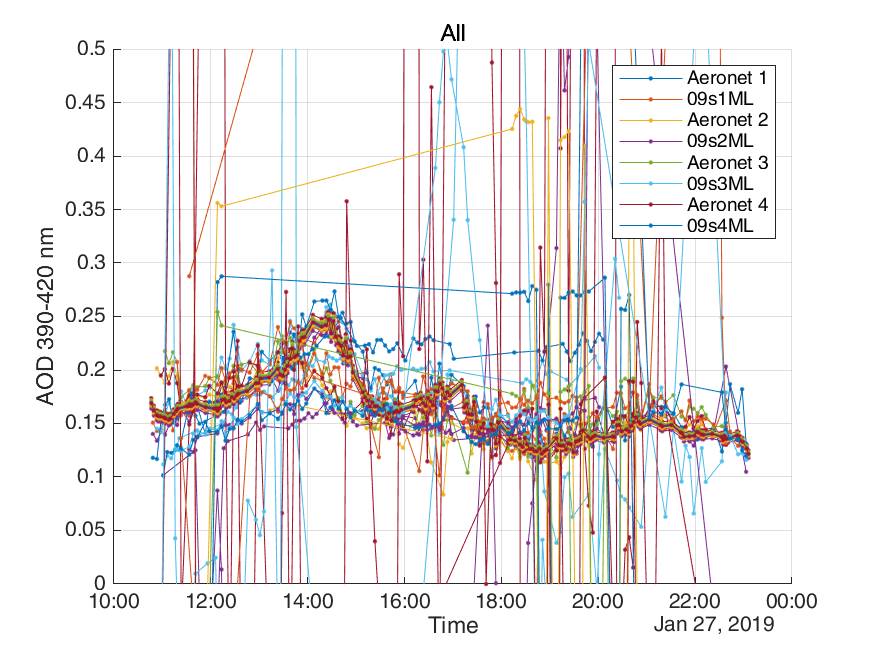 All
AOD 390-420 nm
0.5
0.45
0.4
0.35
0.3
0.25
0.2
0.15
0.1
0.05
0
Aeronet 1
09s1ML
Aeronet 2
09s2ML
Aeronet 3
09s3ML
Aeronet 4
09s4ML
10:00 12:00 14:00 16:00 18:00 20:00 22:00 00:00
Time
Jan 27, 2019